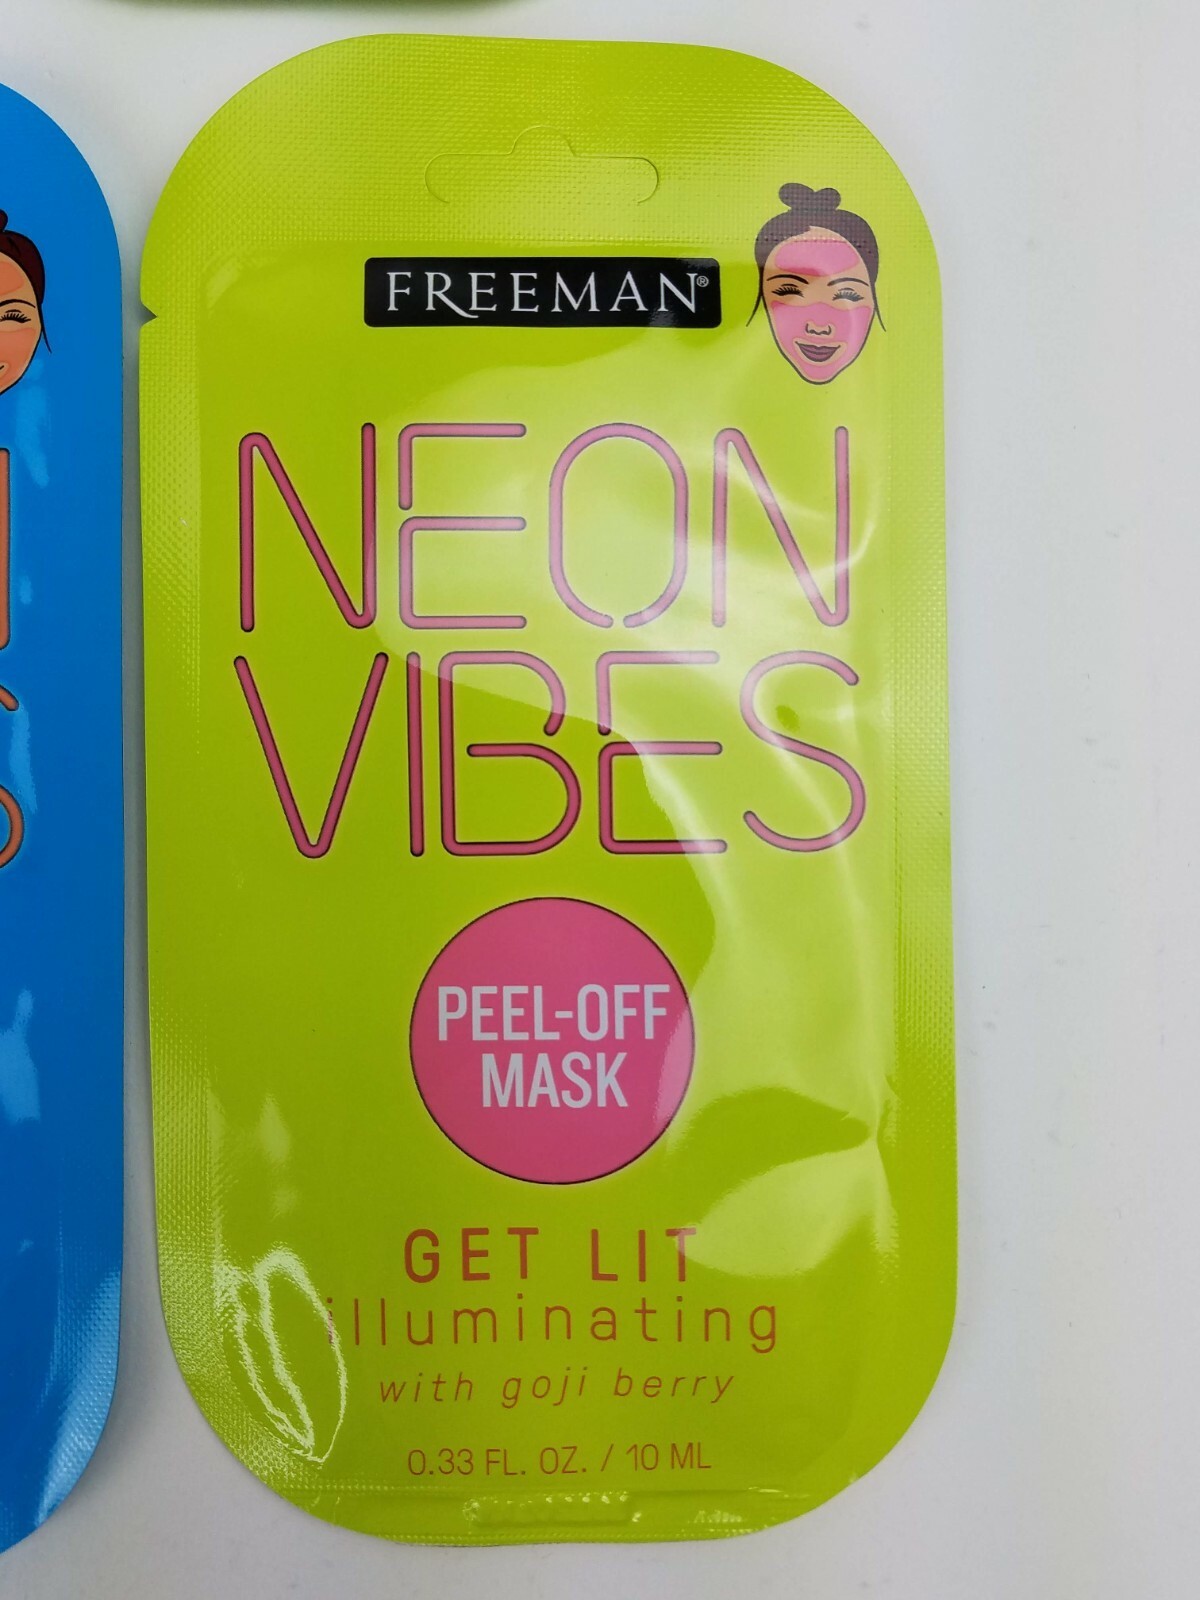 FREEMAN®
NEON
VIBES
PEEL-OFF
MASK
GET LIT
illuminating
with goji berry
0.33 FL. OZ. / 10 ML